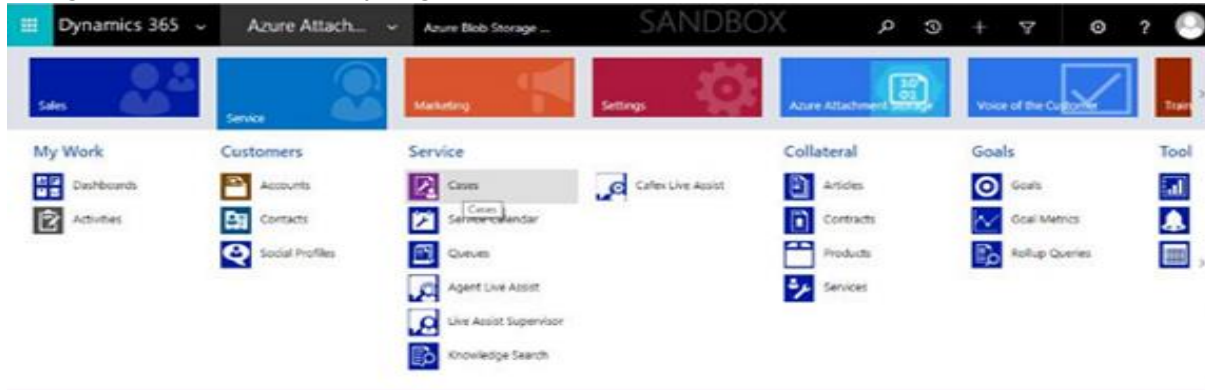 Dynamics 365 Azure Attach... Azure Blob Storage ... SANDBOX
Sales Service Marketing Settings Azure Attachment Storage Voice of the Customer Train
My Work Customers Service Collateral Goals Tool
Dashboards Accounts Cases Cafex Live Assist Articles Goals
Cases
Activities Contacts Service Calendar Contracts Goal Metrics
Social Profiles Queues Products Rollup Queries
Agent Live Assist Services
Live Assist Supervisor
Knowledge Search